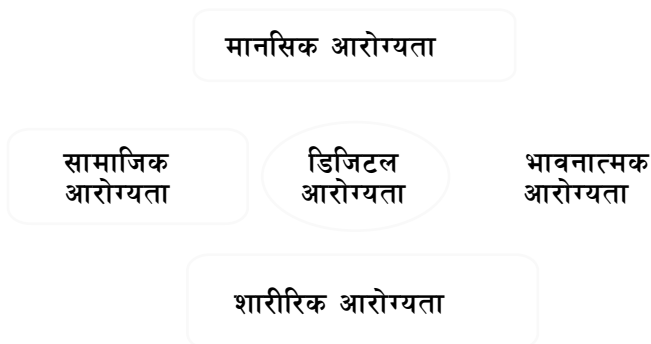 मानसिक आरोग्यता
सामाजिक
आरोग्यता
डिजिटल
आरोग्यता
भावनात्मक
आरोग्यता
शारीरिक आरोग्यता